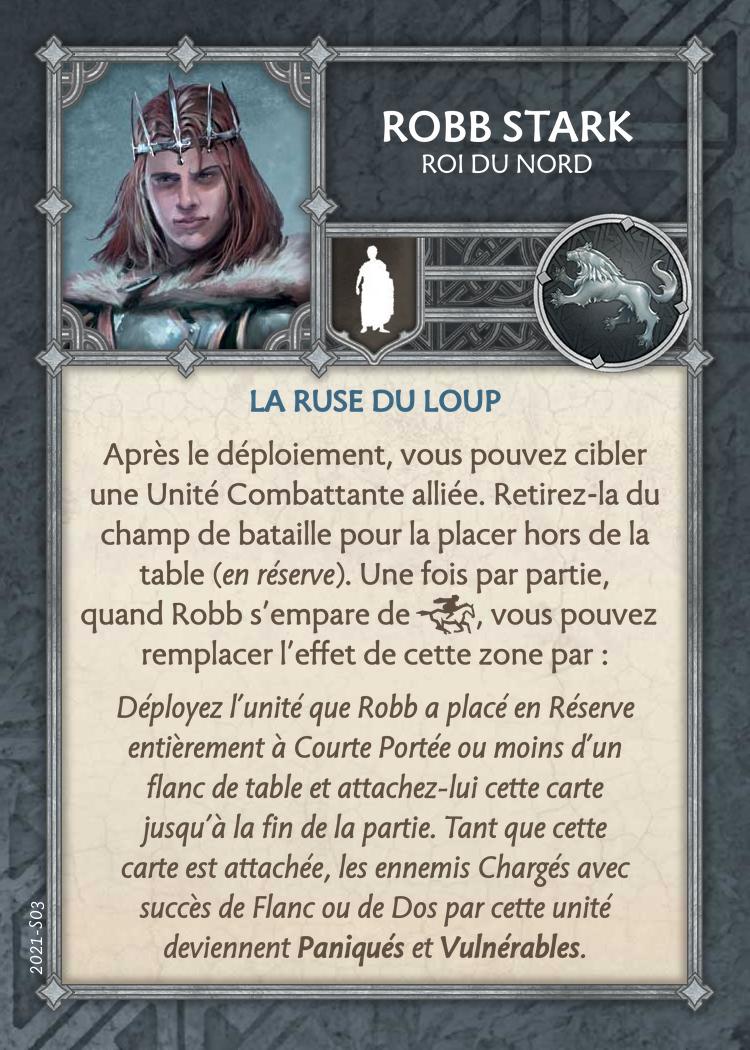 ROBB STARK
ROI DU NORD
LA RUSE DU LOUP
Après le déploiement, vous pouvez cibler
une Unité Combattante alliée. Retirez-la du
champ de bataille pour la placer hors de la
table (en réserve). Une fois par partie,
quand Robb s'empare de , vous pouvez
remplacer l'effet de cette zone par :
Déployez l'unité que Robb a placé en Réserve
entièrement à Courte Portée ou moins d'un
flanc de table et attachez-lui cette carte
jusqu'à la fin de la partie. Tant que cette
carte est attachée, les ennemis Chargés avec
succès de Flanc ou de Dos par cette unité
deviennent Paniqués et Vulnérables.
2021-S03